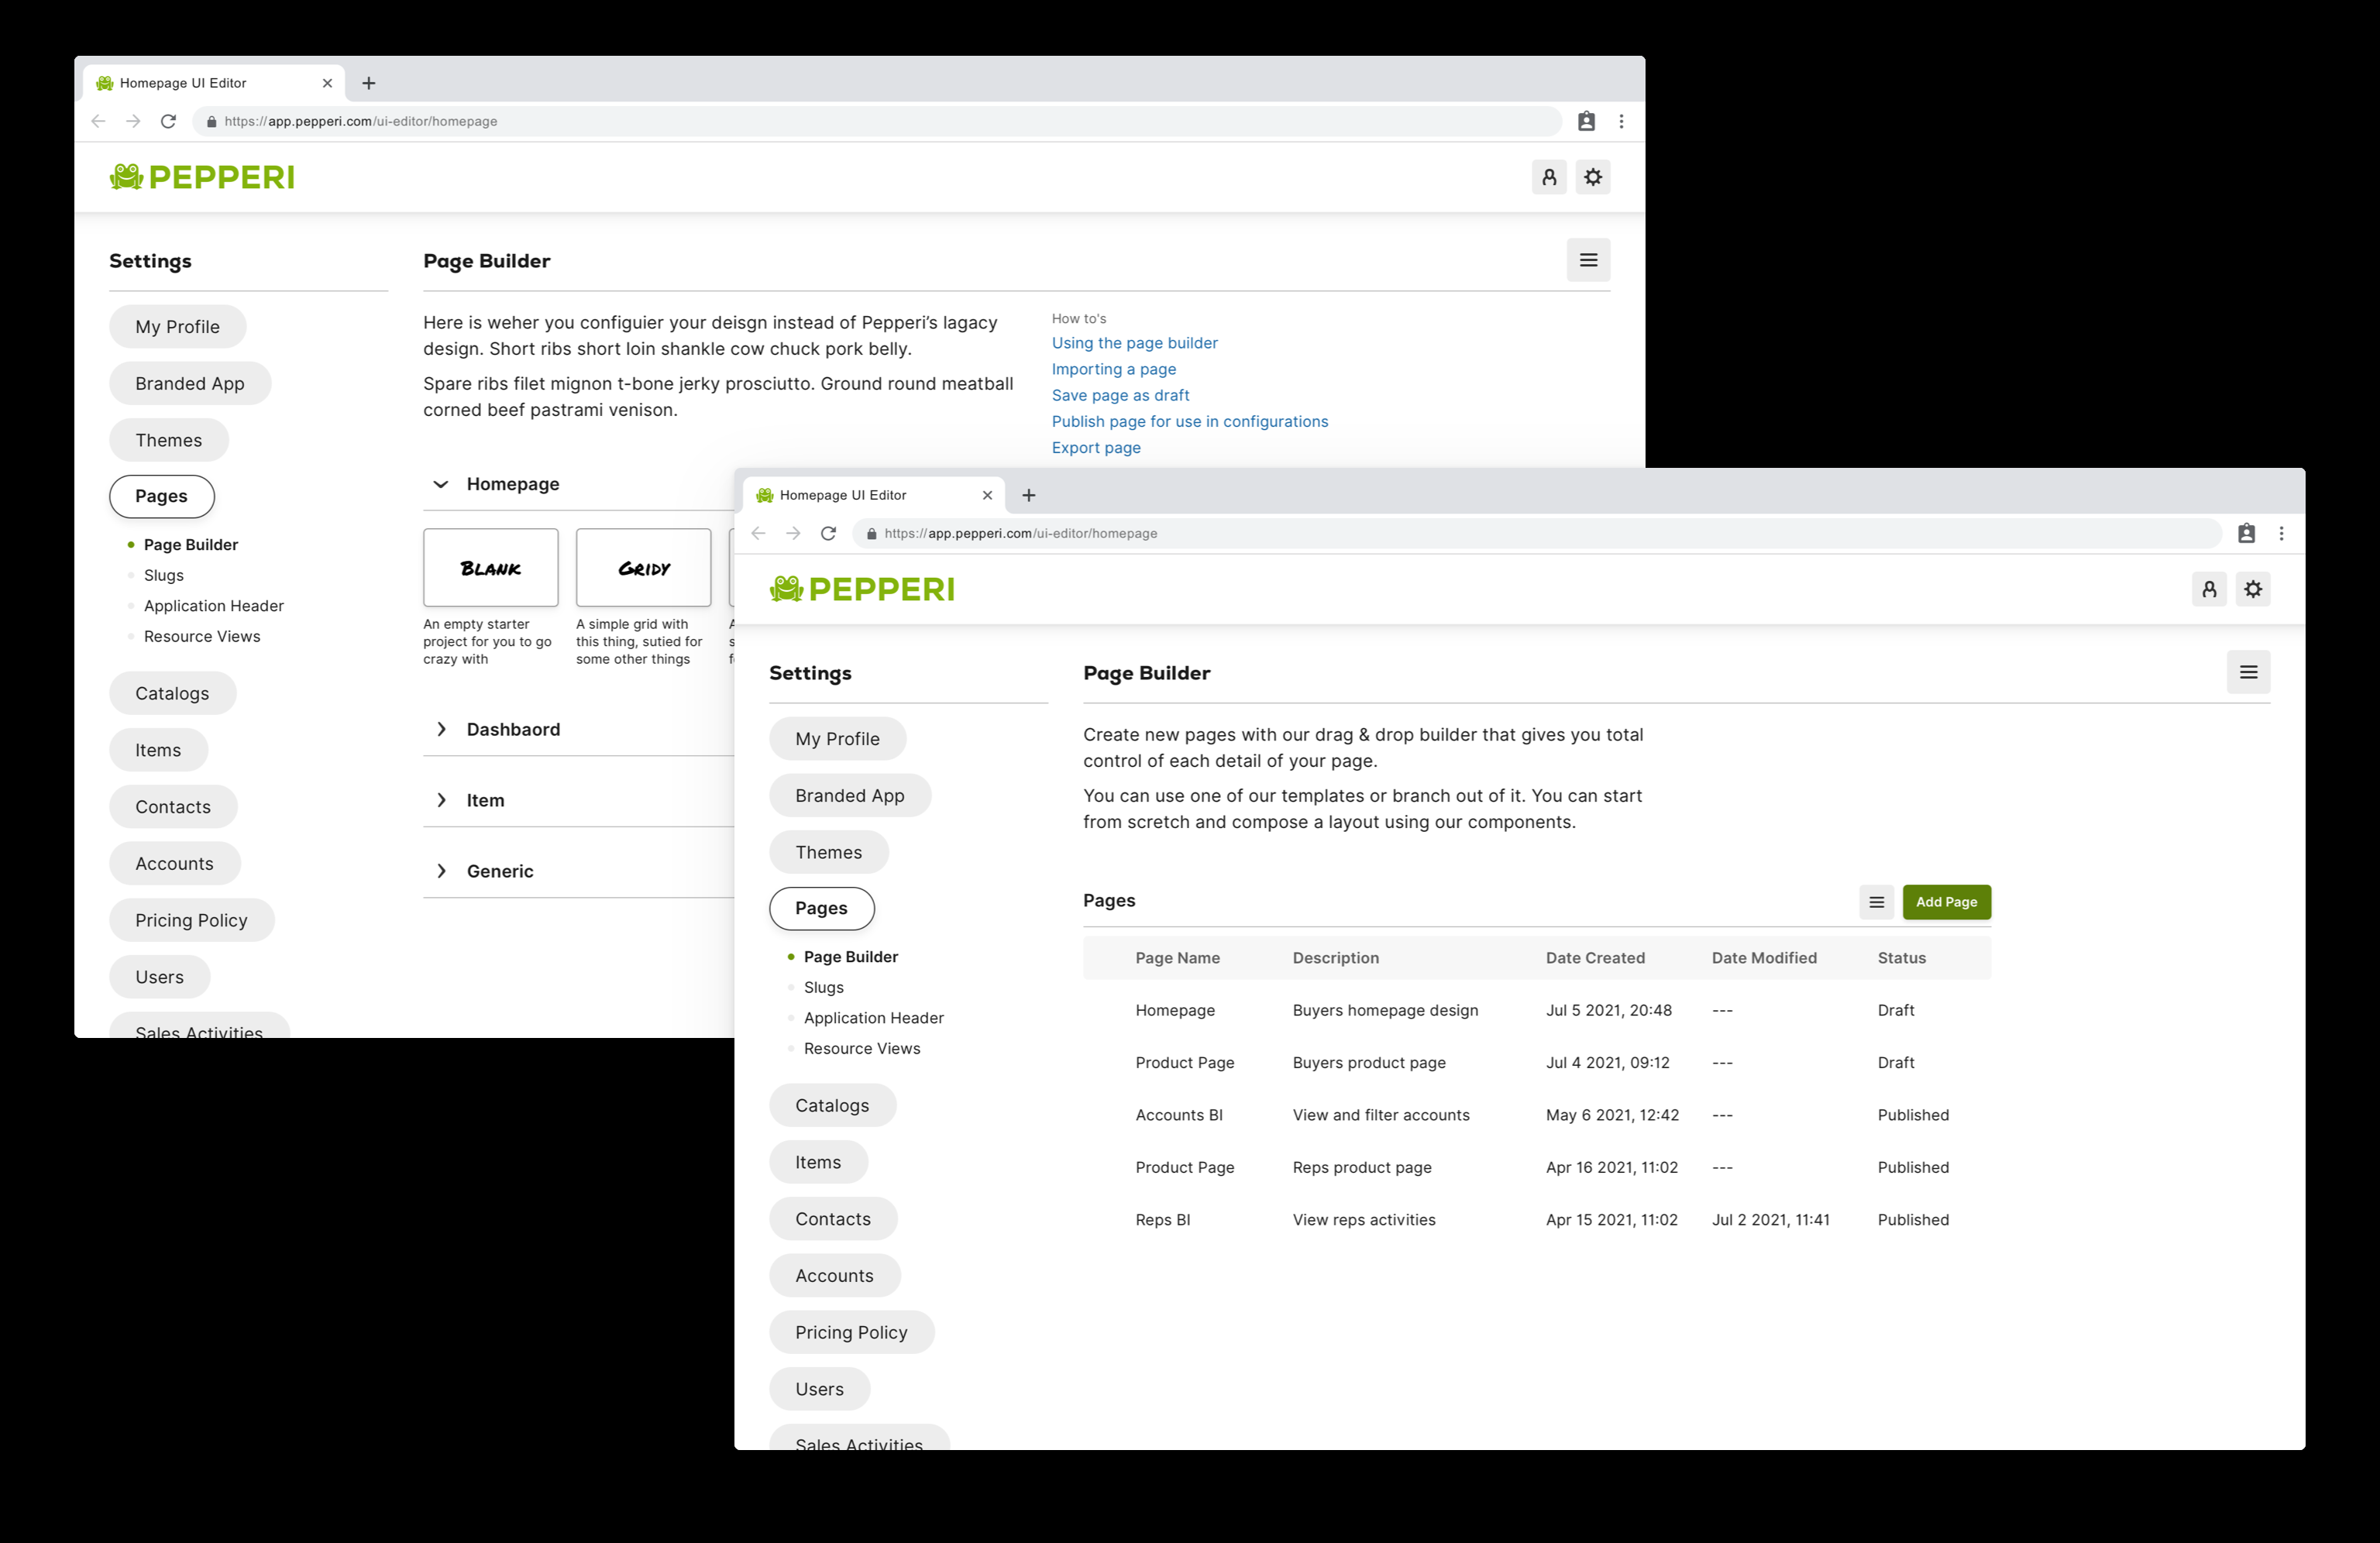 Homepage UI Editor
https://app.pepperi.com/ui-editor/homepage
PEPPERI
Settings
My Profile
Branded App
Themes
Pages
Page Builder
Slugs
Application Header
Resource Views
Catalogs
Items
Contacts
Accounts
Pricing Policy
Users
Sales Activities
Page Builder
Here is weher you configuier your deisgn instead of Pepperi’s lagacy
design. Short ribs short loin shankle cow chuck pork belly.
Spare ribs filet mignon t-bone jerky prosciutto. Ground round meatball
corned beef pastrami venison.
How to's
Using the page builder
Importing a page
Save page as draft
Publish page for use in configurations
Export page
Homepage
Blank
An empty starter
project for you to go
crazy with
Gridy
A simple grid with
this thing, sutied for
some other things
Dashbaord
Item
Generic
Homepage UI Editor
https://app.pepperi.com/ui-editor/homepage
PEPPERI
Settings
My Profile
Branded App
Themes
Pages
Page Builder
Slugs
Application Header
Resource Views
Catalogs
Items
Contacts
Accounts
Pricing Policy
Users
Sales Activities
Page Builder
Create new pages with our drag & drop builder that gives you total
control of each detail of your page.
You can use one of our templates or branch out of it. You can start
from scratch and compose a layout using our components.
Pages
Add Page
Page Name Description Date Created Date Modified Status
Homepage Buyers homepage design Jul 5 2021, 20:48 --- Draft
Product Page Buyers product page Jul 4 2021, 09:12 --- Draft
Accounts BI View and filter accounts May 6 2021, 12:42 --- Published
Product Page Reps product page Apr 16 2021, 11:02 --- Published
Reps BI View reps activities Apr 15 2021, 11:02 Jul 2 2021, 11:41 Published